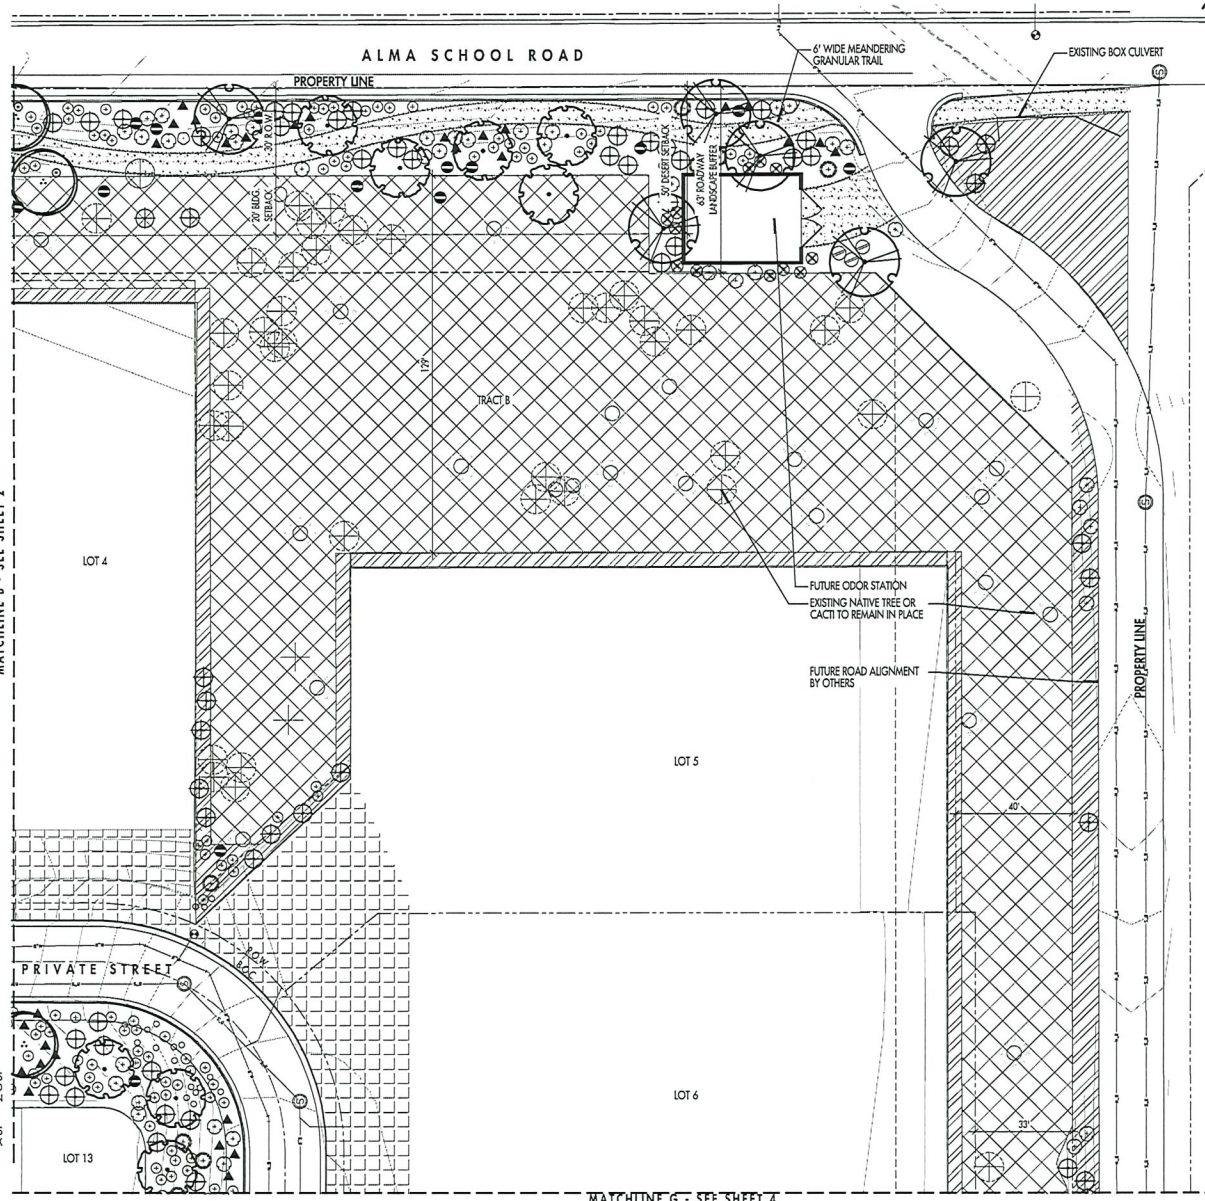 ALMA SCHOOL ROAD
PROPERTY LINE
6' WIDE MEANDERING
GRANULAR TRAIL
EXISTING BOX CULVERT
30' R.O.W.
20' BLDG.
SETBACK
50' DESERT SETBACK
63' ROADWAY
LANDSCAPE BUFFER
129'
TRACT B
LOT 4
FUTURE ODOR STATION
EXISTING NATIVE TREE OR
CACTI TO REMAIN IN PLACE
FUTURE ROAD ALIGNMENT
BY OTHERS
PROPERTY LINE
LOT 5
40'
ROW
BOC
PRIVATE STREET
LOT 6
33'
LOT 13
MATCHLINE G - SEE SHEET 4